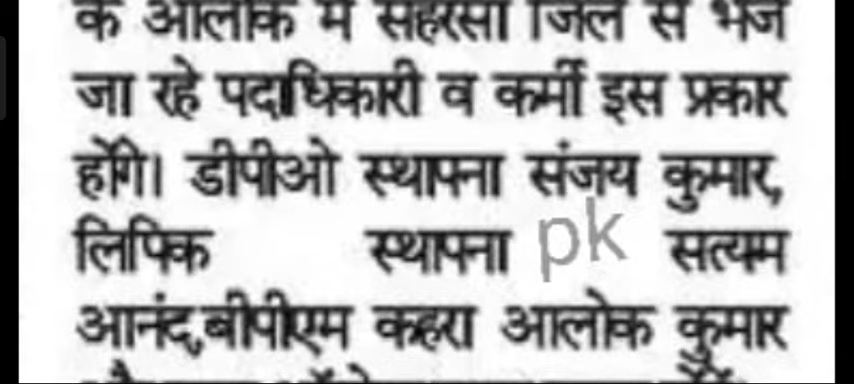 के आलोक में सहरसा जिले से भेजे
जा रहे पदाधिकारी व कर्मी इस प्रकार
होंगे। डीपीओ स्थापना संजय कुमार,
लिपिक स्थापना pk सत्यम
आनंद,बीपीएम कहरा आलोक कुमार